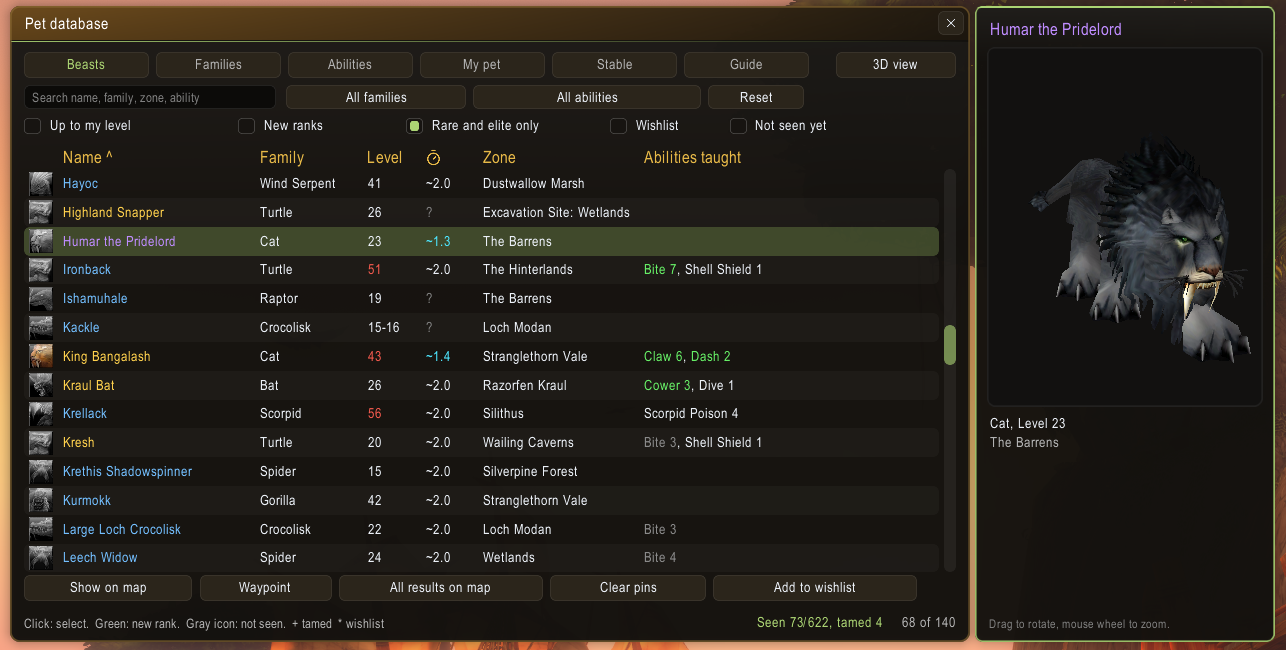 Pet database
Humar the Pridelord
Beasts Families Abilities My pet Stable Guide 3D view
Search name, family, zone, ability All families All abilities Reset
Up to my level New ranks Rare and elite only Wishlist Not seen yet
Name ^ Family Level Zone Abilities taught
Hayoc Wind Serpent 41 ~2.0 Dustwallow Marsh
Highland Snapper Turtle 26 ? Excavation Site: Wetlands
Humar the Pridelord Cat 23 ~1.3 The Barrens
Ironback Turtle 51 ~2.0 The Hinterlands Bite 7, Shell Shield 1
Ishamuhale Raptor 19 ? The Barrens
Kackle Crocolisk 15-16 ? Loch Modan
King Bangalash Cat 43 ~1.4 Stranglethorn Vale Claw 6, Dash 2
Kraul Bat Bat 26 ~2.0 Razorfen Kraul Cower 3, Dive 1
Krellack Scorpid 56 ~2.0 Silithus Scorpid Poison 4
Kresh Turtle 20 ~2.0 Wailing Caverns Bite 3, Shell Shield 1
Krethis Shadowspinner Spider 15 ~2.0 Silverpine Forest
Kurmokk Gorilla 42 ~2.0 Stranglethorn Vale
Large Loch Crocolisk Crocolisk 22 ~2.0 Loch Modan Bite 3
Leech Widow Spider 24 ~2.0 Wetlands Bite 4
Show on map Waypoint All results on map Clear pins Add to wishlist
Click: select. Green: new rank. Gray icon: not seen. + tamed * wishlist Seen 73/622, tamed 4 68 of 140
Cat, Level 23
The Barrens
Drag to rotate, mouse wheel to zoom.